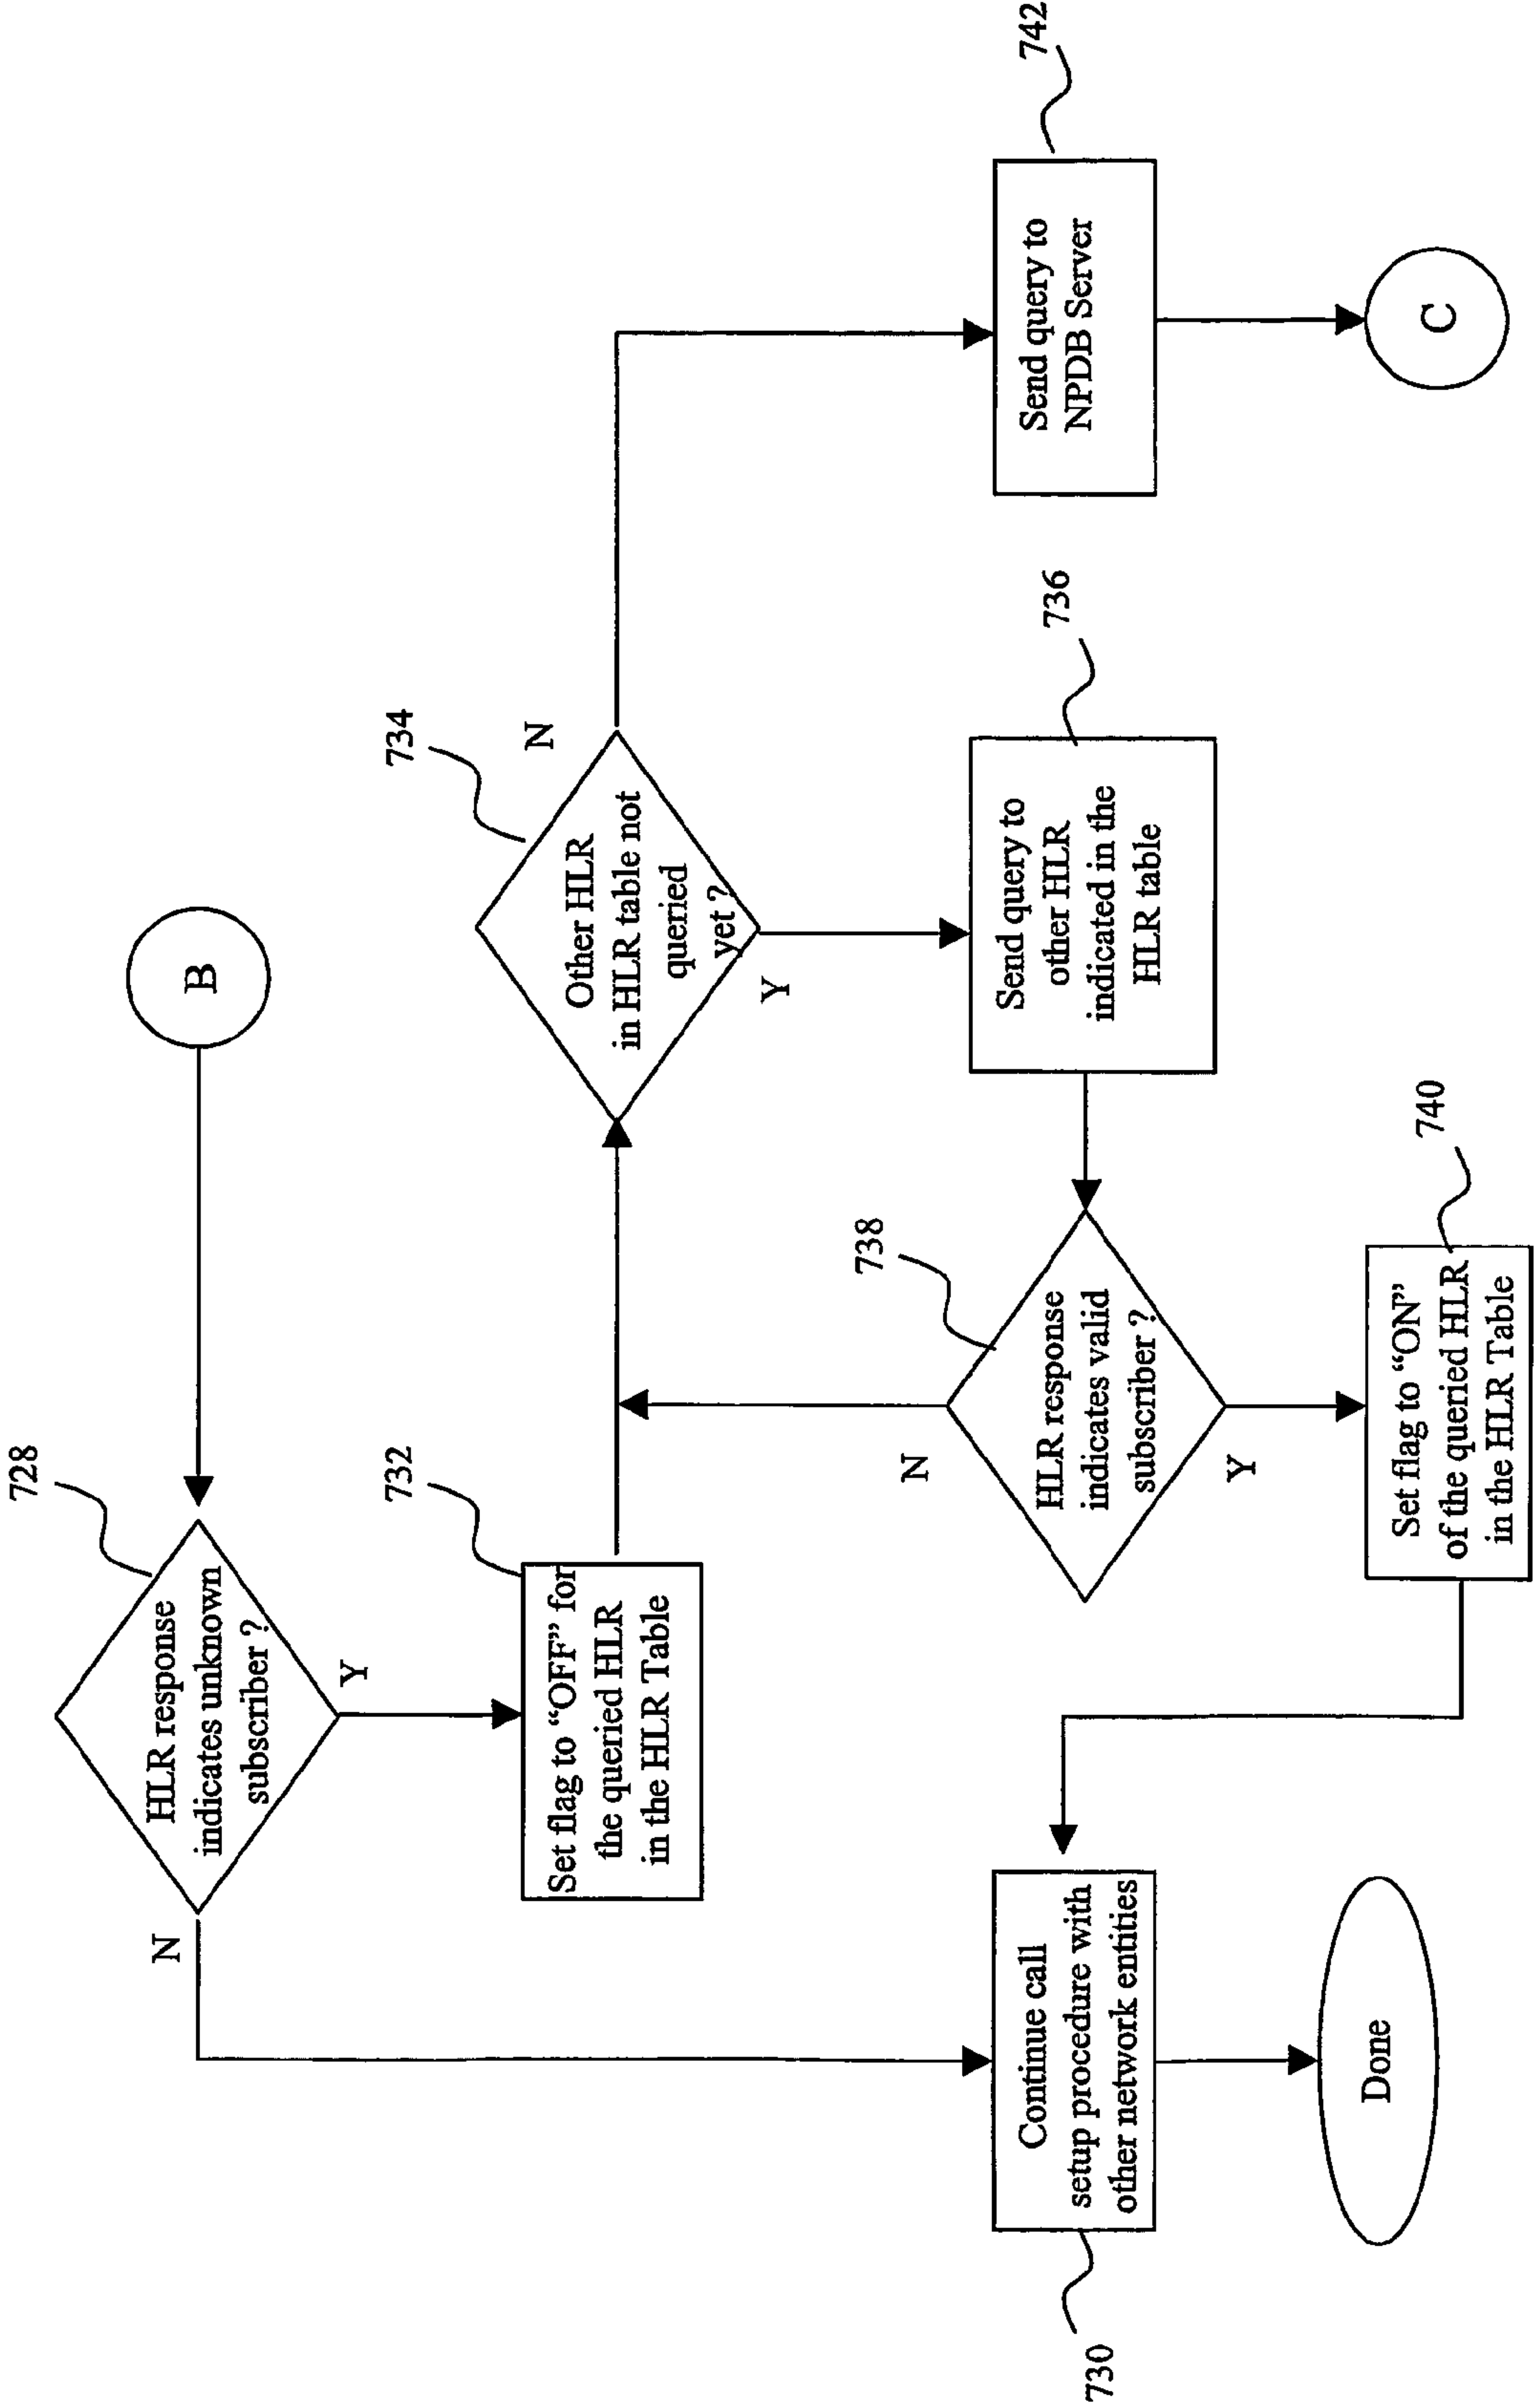 B
728
HLR response
indicates unknown
subscriber ?
N
Y
732
Set flag to “OFF” for
the queried HLR
in the HLR Table
734
Other HLR
in HLR table not
queried
yet ?
N
Y
736
Send query to
other HLR
indicated in the
HLR table
738
HLR response
indicates valid
subscriber ?
N
Y
740
Set flag to “ON”
of the queried HLR
in the HLR Table
730
Continue call
setup procedure with
other network entities
Done
742
Send query to
NPDB Server
C